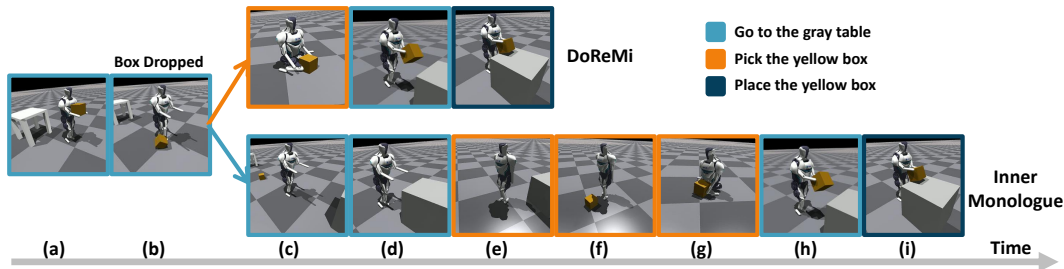 Box Dropped
DoReMi
Go to the gray table
Pick the yellow box
Place the yellow box
Inner
Monologue
(a) (b) (c) (d) (e) (f) (g) (h) (i) Time